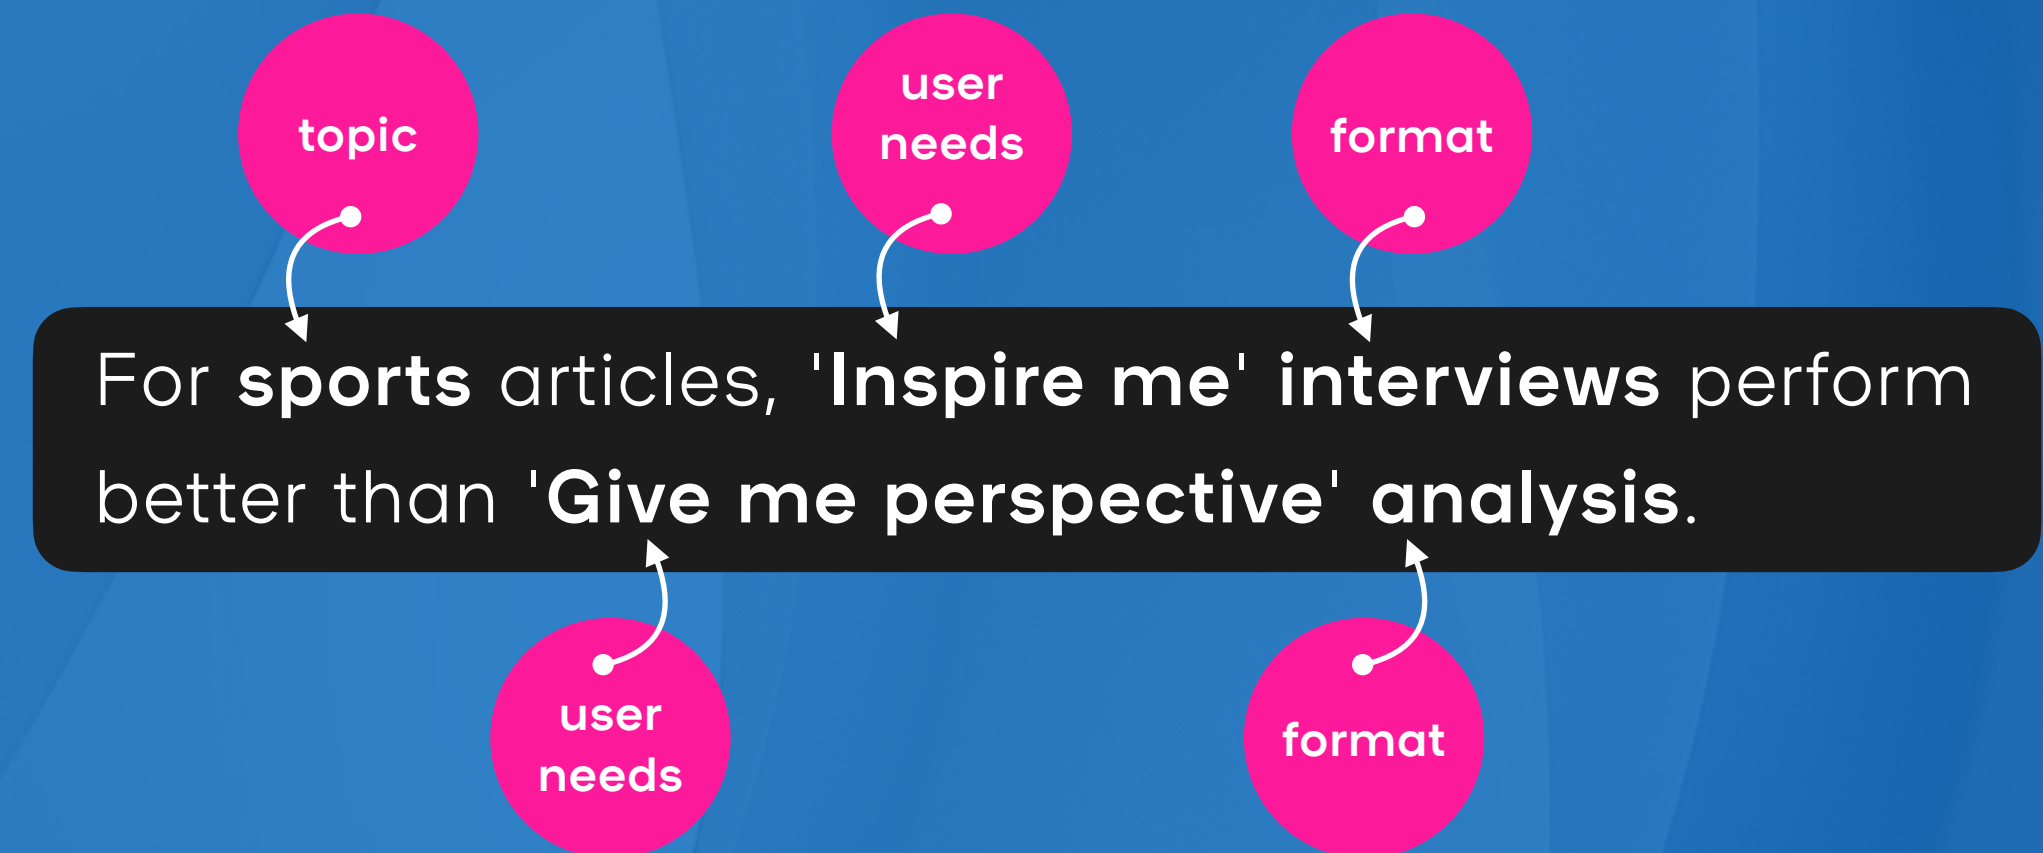 topic
user
needs
format
For sports articles, 'Inspire me' interviews perform
better than 'Give me perspective' analysis.
user
needs
format